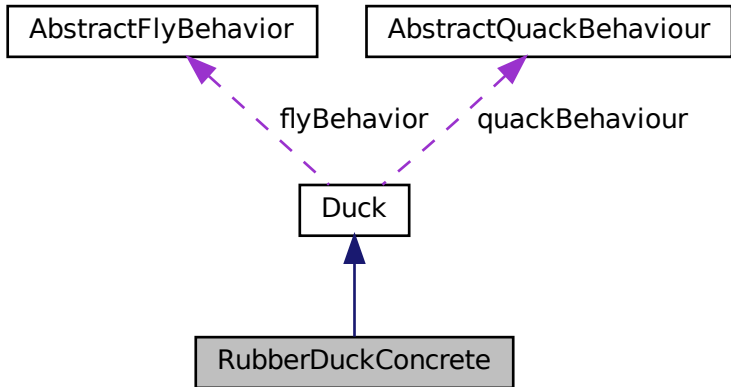 AbstractFlyBehavior
AbstractQuackBehaviour
flyBehavior
quackBehaviour
Duck
RubberDuckConcrete